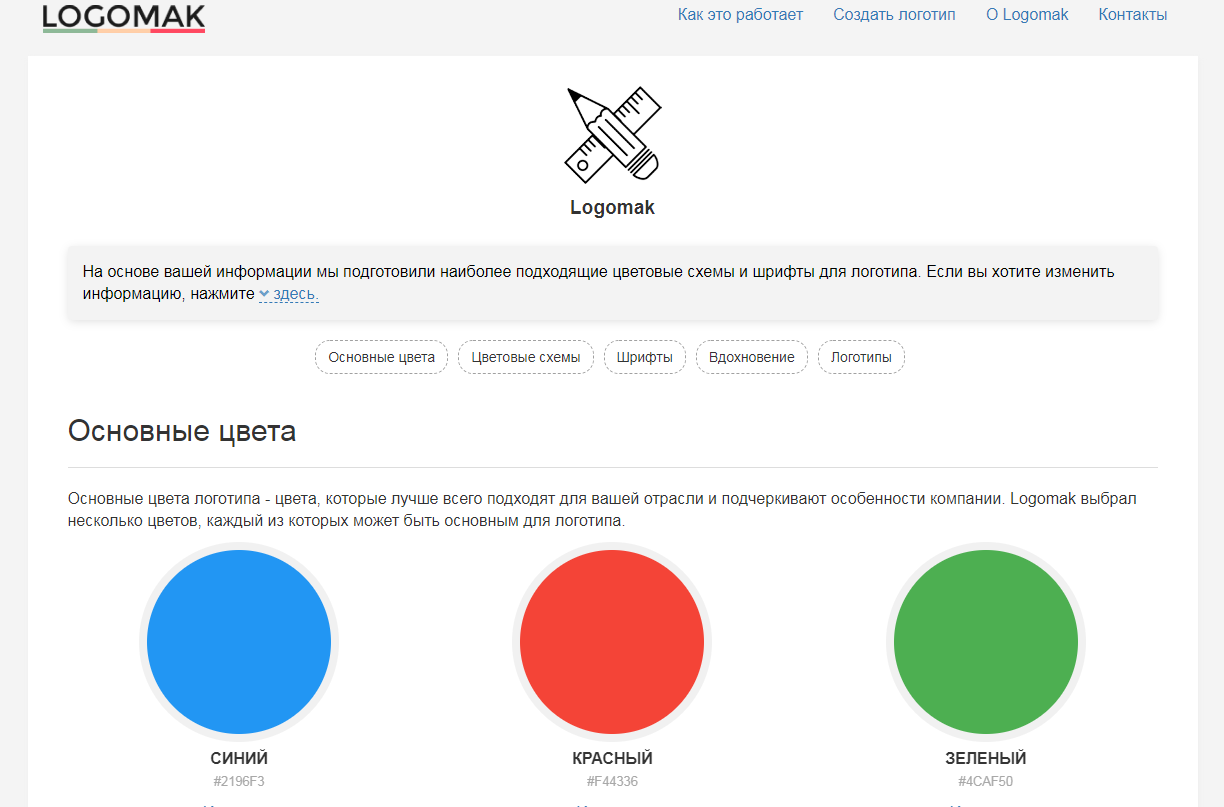 LOGOMAK
Как это работает
Создать логотип
О Logomak
Контакты
Logomak
На основе вашей информации мы подготовили наиболее подходящие цветовые схемы и шрифты для логотипа. Если вы хотите изменить
информацию, нажмите здесь.
Основные цвета
Цветовые схемы
Шрифты
Вдохновение
Логотипы
Основные цвета
Основные цвета логотипа - цвета, которые лучше всего подходят для вашей отрасли и подчеркивают особенности компании. Logomak выбрал
несколько цветов, каждый из которых может быть основным для логотипа.
СИНИЙ
КРАСНЫЙ
ЗЕЛЕНЫЙ
#2196F3
#F44336
#4CAF50